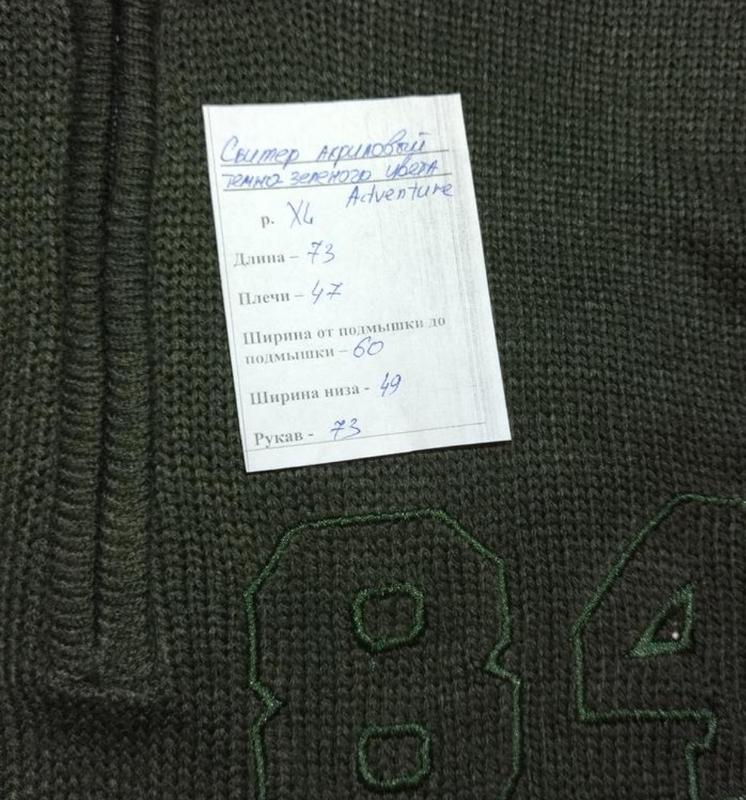 Свитер акриловый
темно зеленого цвета
Adventure
р. XL
Длина – 73
Плечи – 47
Ширина от подмышки до
подмышки – 60
Ширина низа - 49
Рукав - 73
84